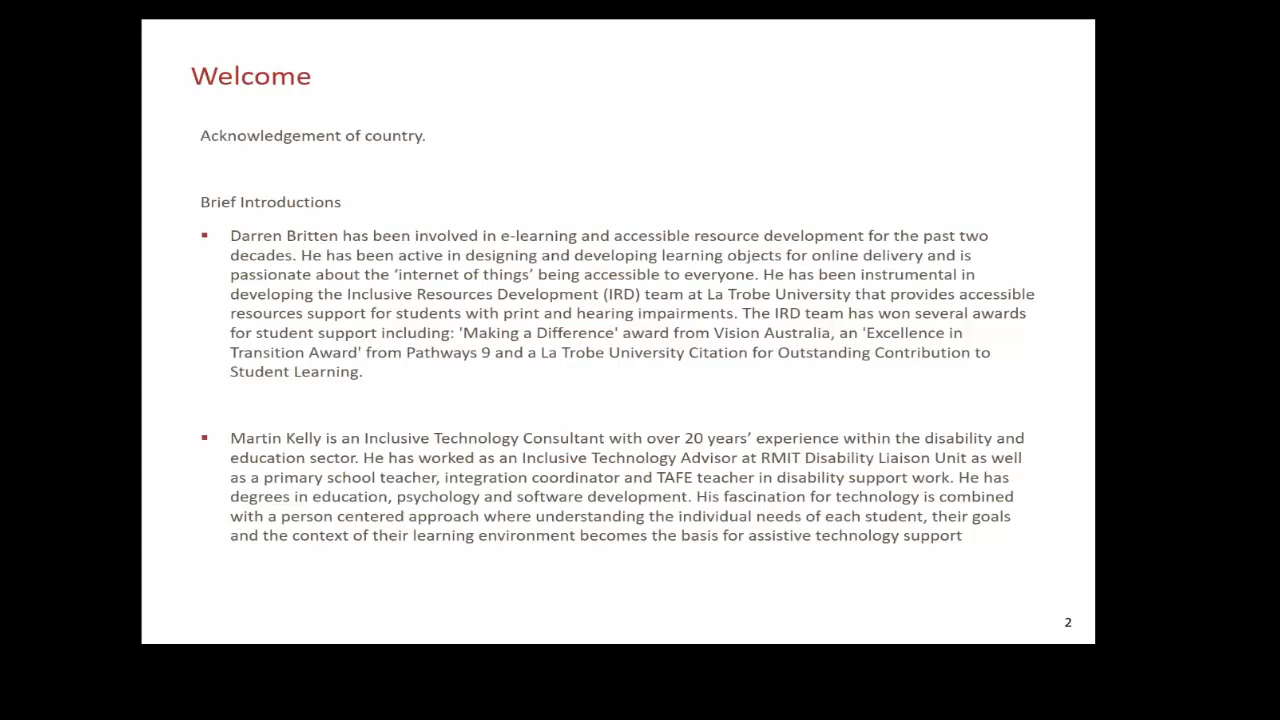 Welcome
Acknowledgement of country.
Brief Introductions
▪ Darren Britten has been involved in e-learning and accessible resource development for the past two
decades. He has been active in designing and developing learning objects for online delivery and is
passionate about the ‘internet of things’ being accessible to everyone. He has been instrumental in
developing the Inclusive Resources Development (IRD) team at La Trobe University that provides accessible
resources support for students with print and hearing impairments. The IRD team has won several awards
for student support including: 'Making a Difference' award from Vision Australia, an 'Excellence in
Transition Award' from Pathways 9 and a La Trobe University Citation for Outstanding Contribution to
Student Learning.
▪ Martin Kelly is an Inclusive Technology Consultant with over 20 years’ experience within the disability and
education sector. He has worked as an Inclusive Technology Advisor at RMIT Disability Liaison Unit as well
as a primary school teacher, integration coordinator and TAFE teacher in disability support work. He has
degrees in education, psychology and software development. His fascination for technology is combined
with a person centered approach where understanding the individual needs of each student, their goals
and the context of their learning environment becomes the basis for assistive technology support
2